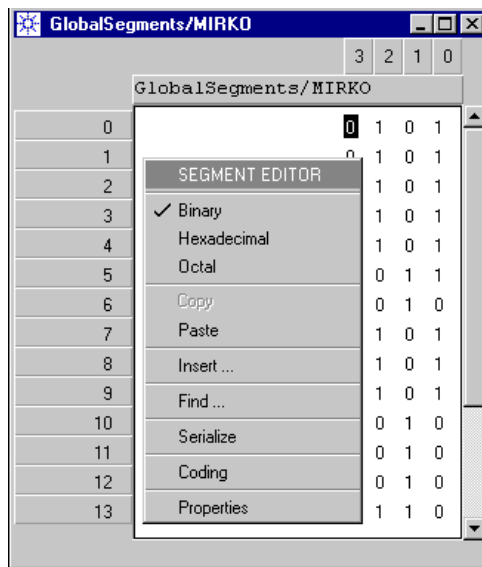 GlobalSegments/MIRKO
3 2 1 0
GlobalSegments/MIRKO
0 0 1 0 1
1 0 1 0 1
SEGMENT EDITOR
2 1 0 1
3 ✓ Binary 1 0 1
4 Hexadecimal 1 0 1
5 Octal 0 1 1
6 Copy 0 1 0
7 Paste 1 0 1
8 Insert ... 1 0 1
9 Find ... 1 0 1
10 Serialize 0 1 0
11 0 1 0
12 Coding 0 1 0
13 Properties 1 1 0